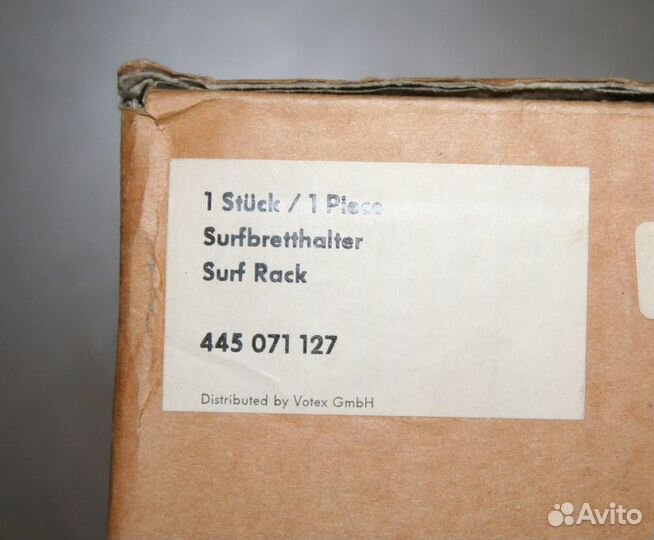 1 Stück / 1 Piece
Surfbretthalter
Surf Rack
445 071 127
Distributed by Votex GmbH
Avito